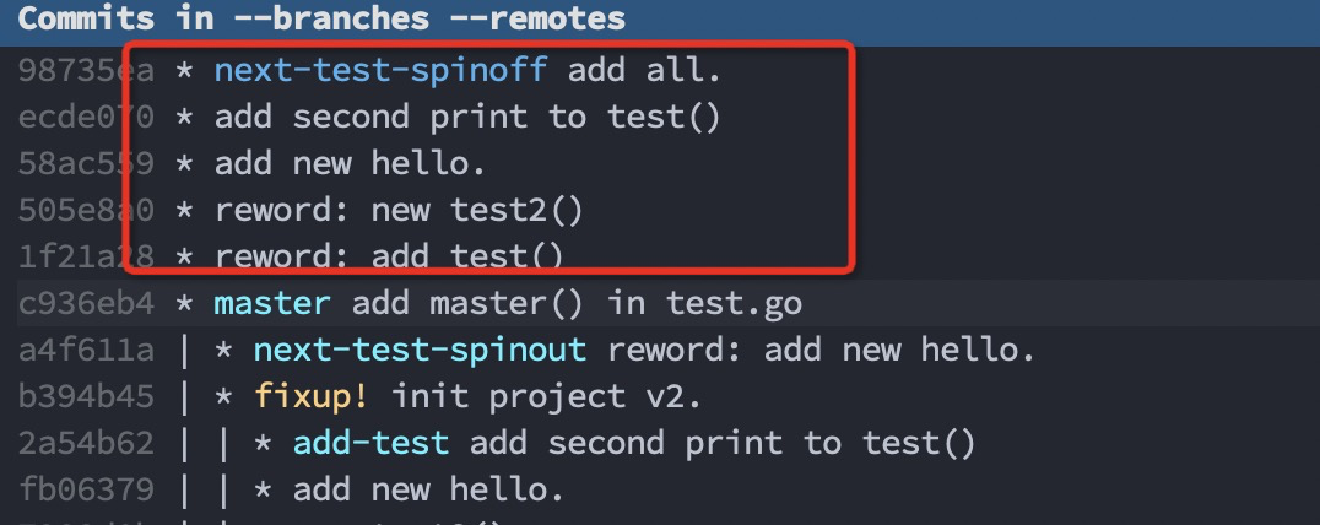 Commits in --branches --remotes
98735ea * next-test-spinoff add all.
ecde070 * add second print to test()
58ac559 * add new hello.
505e8a0 * reword: new test2()
1f21a28 * reword: add test()
c936eb4 * master add master() in test.go
a4f611a | * next-test-spinout reword: add new hello.
b394b45 | * fixup! init project v2.
2a54b62 | | * add-test add second print to test()
fb06379 | | * add new hello.